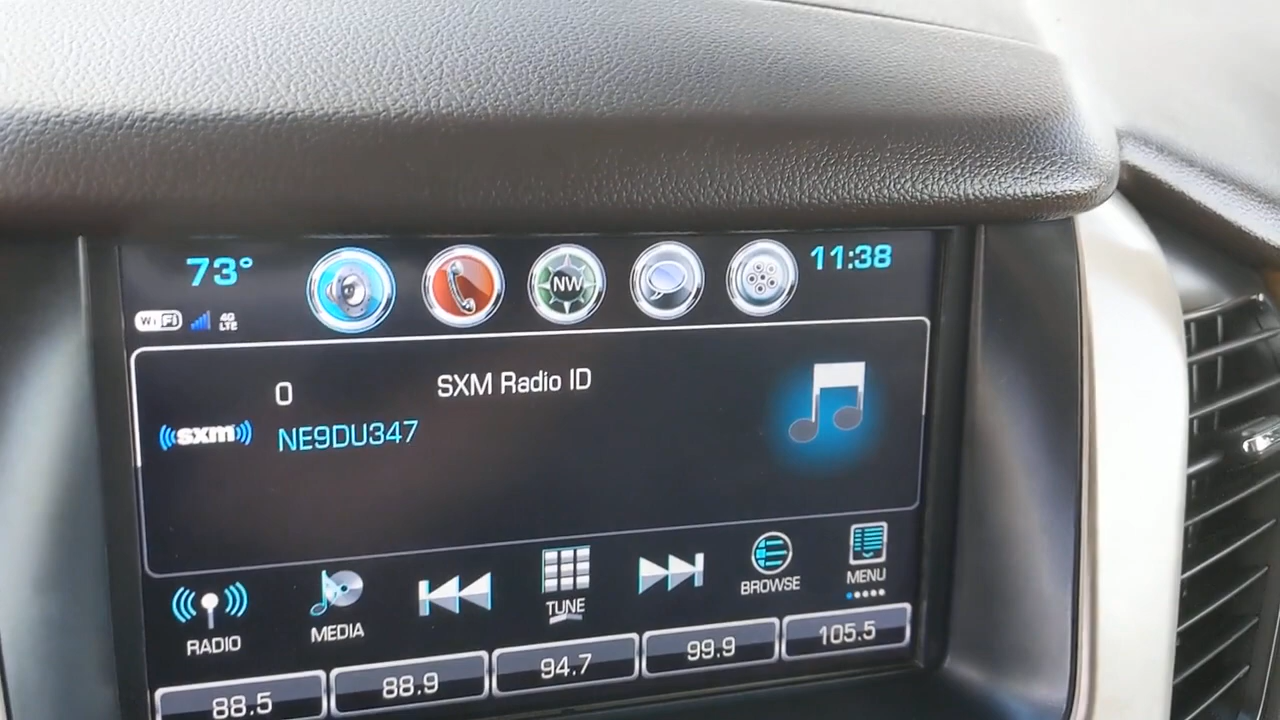 73°
NW
11:38
WiFi
4G
LTE
0
SXM Radio ID
((sxm))
NE9DU347
RADIO
MEDIA
TUNE
BROWSE
MENU
88.5
88.9
94.7
99.9
105.5